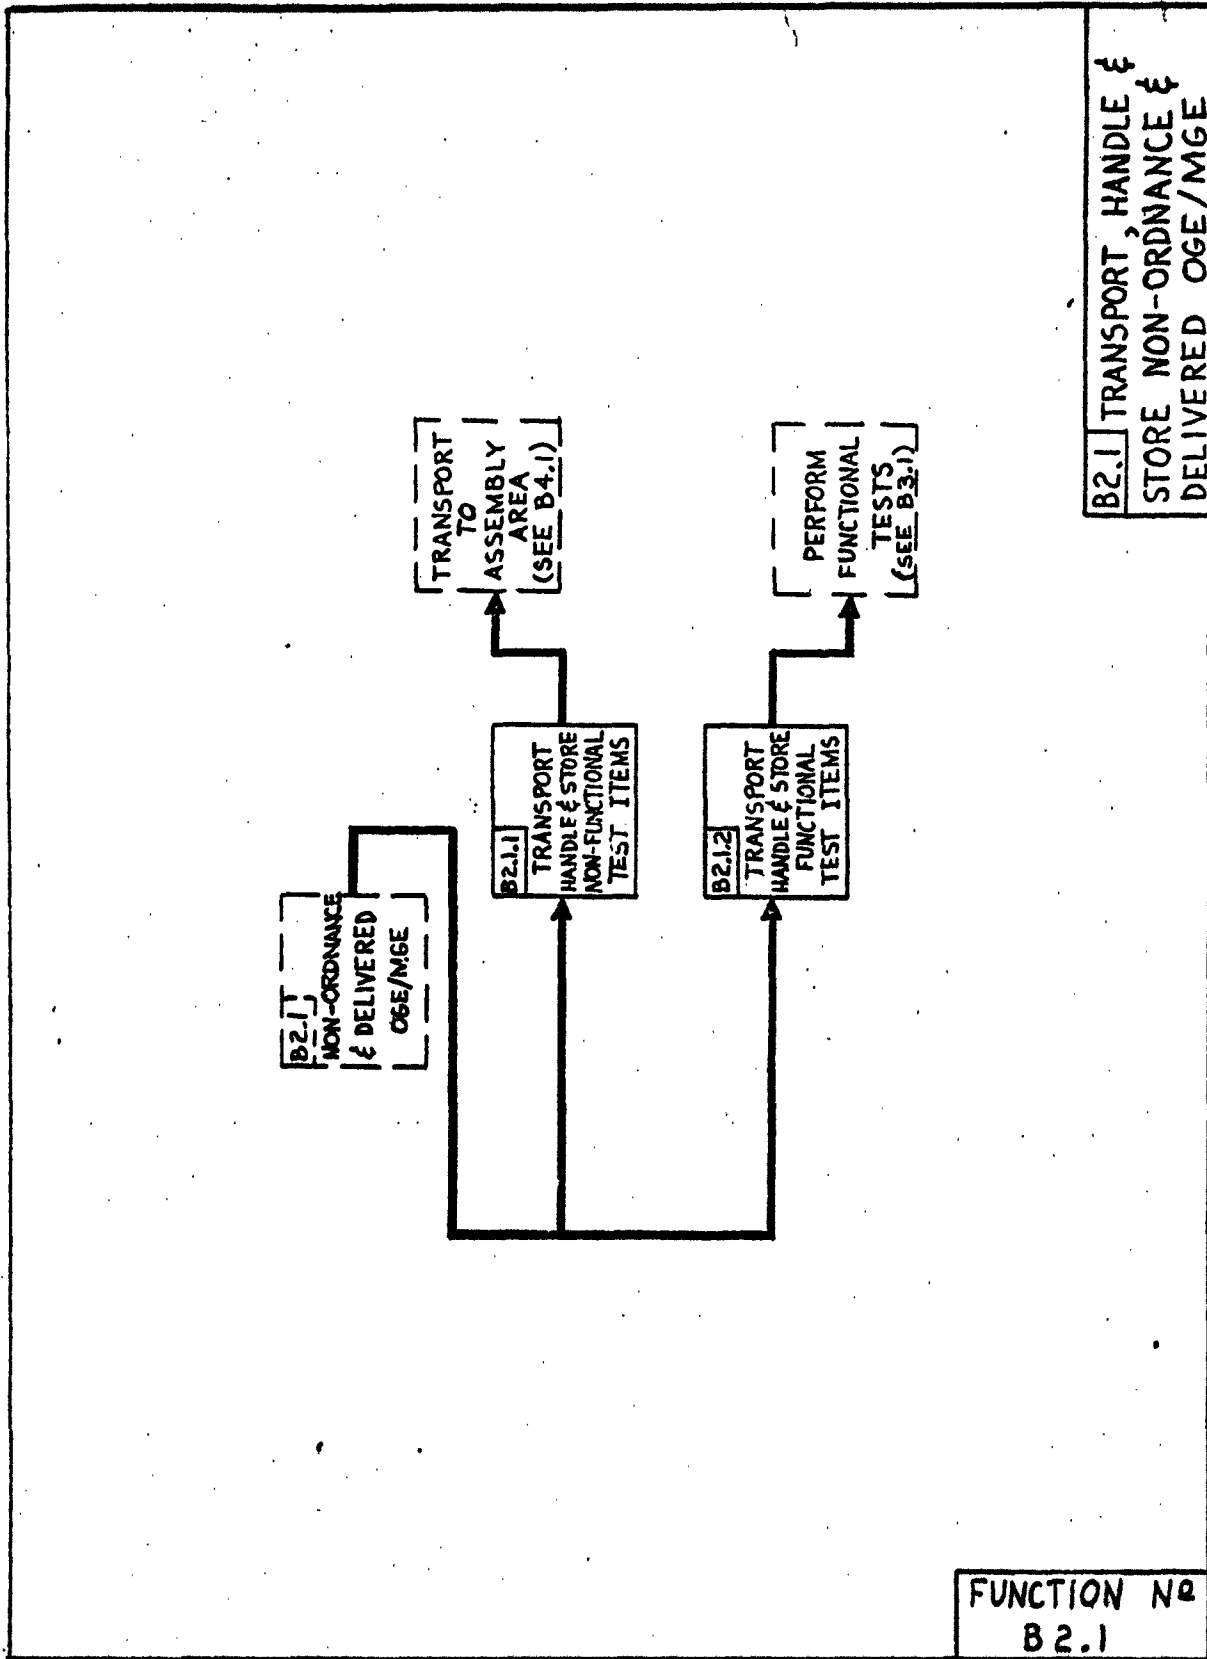 B2.1
NON-ORDNANCE
& DELIVERED
OGE/MGE
B2.1.1
TRANSPORT
HANDLE & STORE
NON-FUNCTIONAL
TEST ITEMS
TRANSPORT
TO
ASSEMBLY
AREA
(SEE B4.1)
B2.1.2
TRANSPORT
HANDLE & STORE
FUNCTIONAL
TEST ITEMS
PERFORM
FUNCTIONAL
TESTS
(SEE B3.1)
B2.1 TRANSPORT, HANDLE &
STORE NON-ORDNANCE &
DELIVERED OGE/MGE
FUNCTION No
B2.1